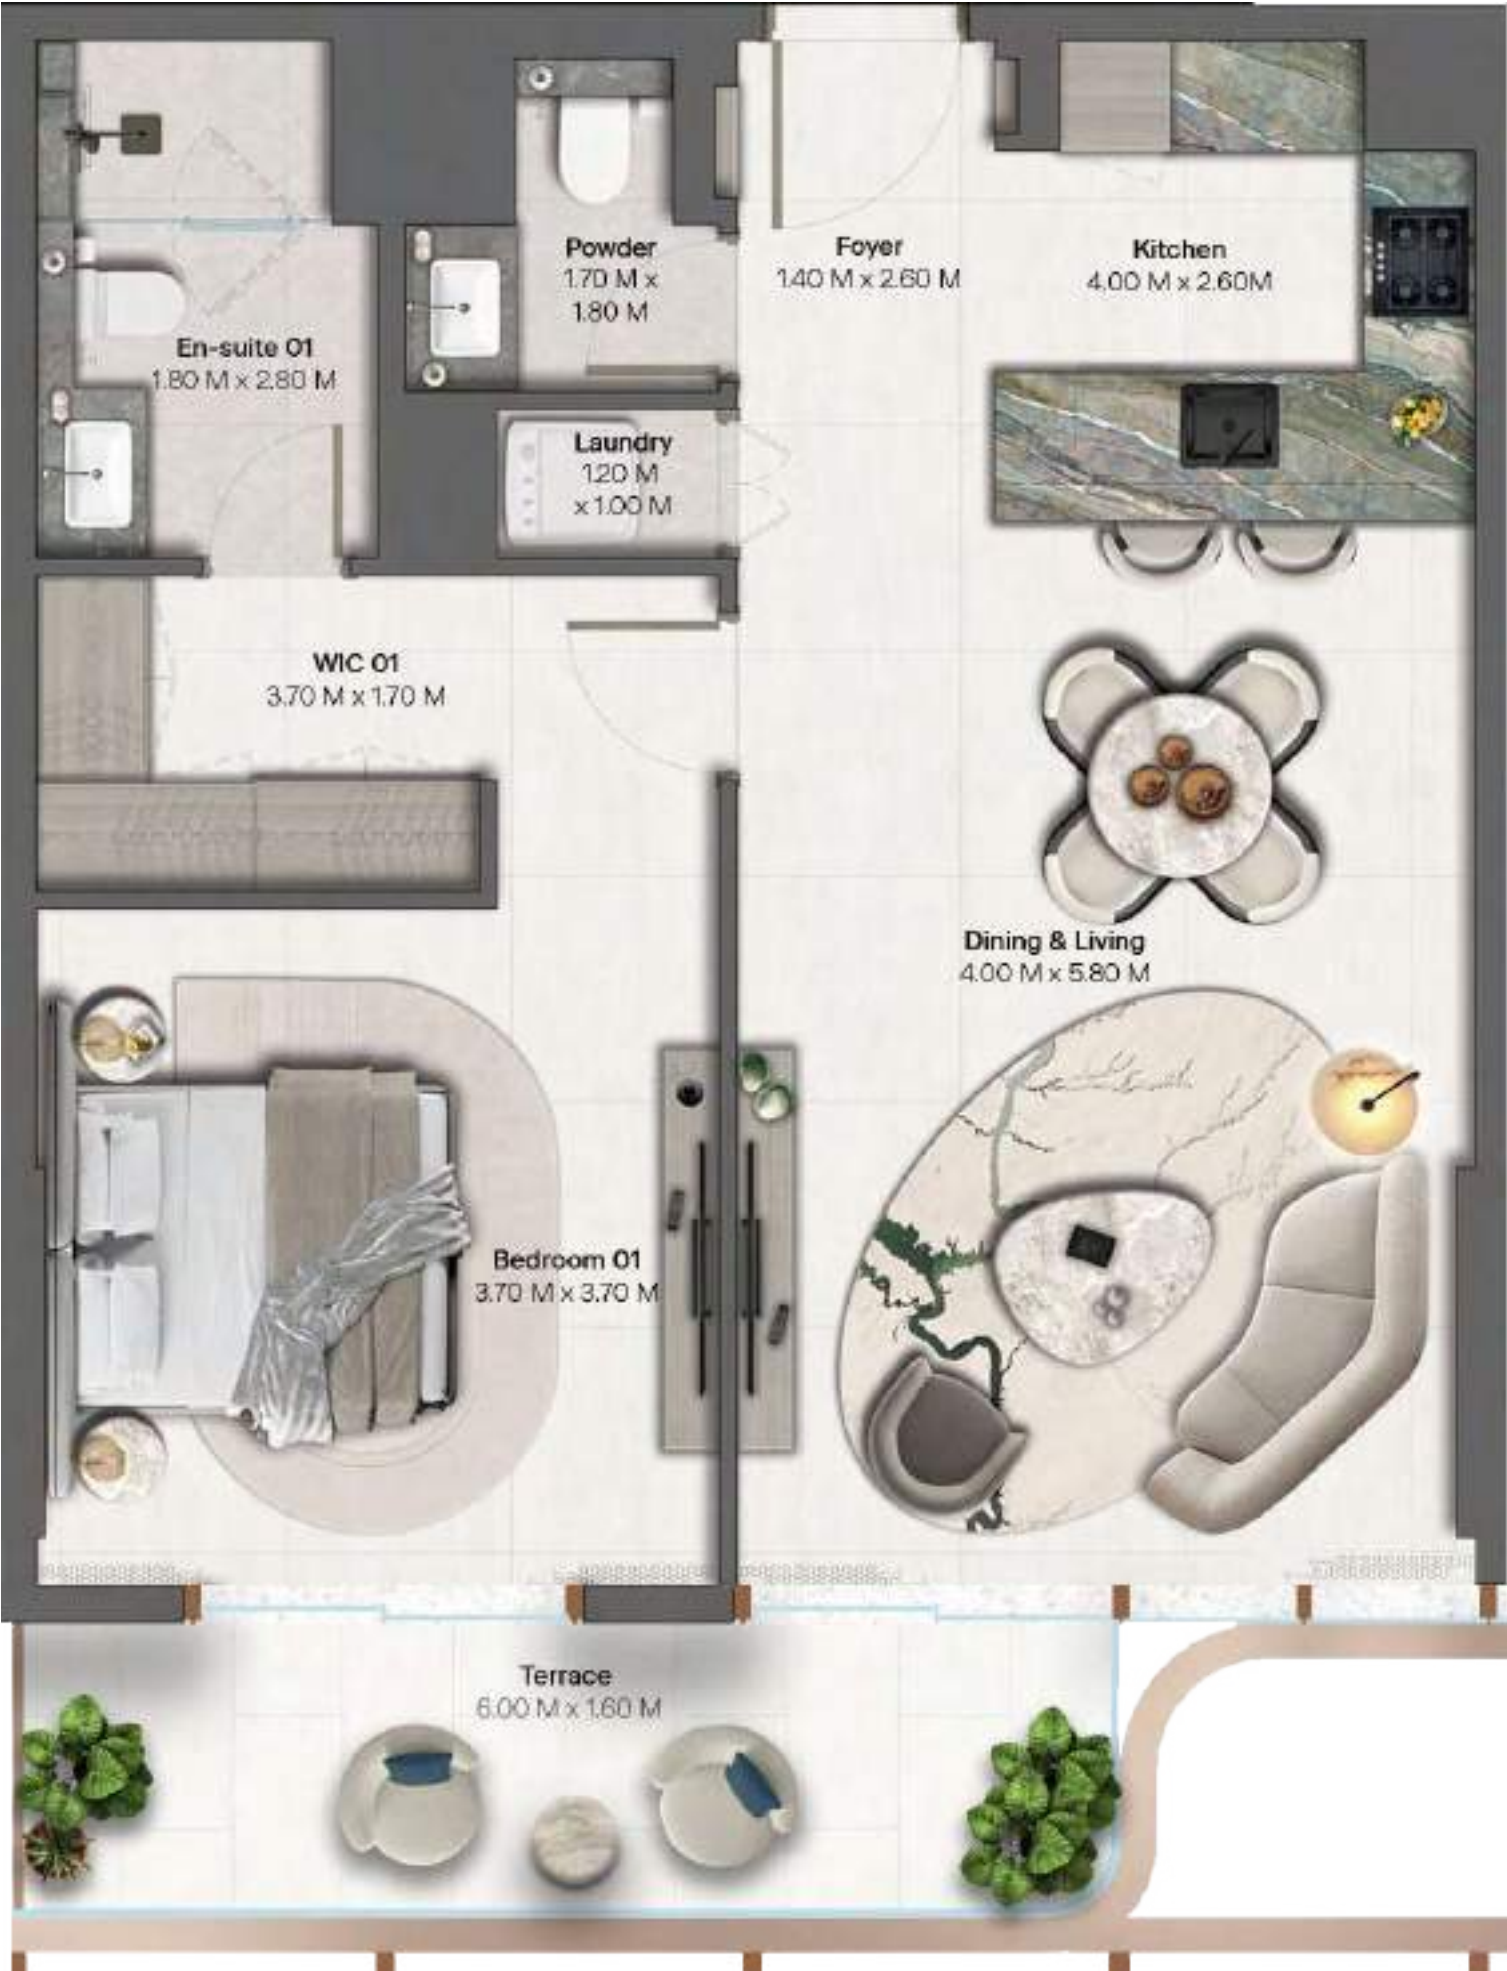 Powder
1.70 M x
1.80 M
Foyer
1.40 M x 2.60 M
Kitchen
4.00 M x 2.60M
En-suite 01
1.80 M x 2.80 M
Laundry
1.20 M
x 1.00 M
WIC 01
3.70 M x 1.70 M
Dining & Living
4.00 M x 5.80 M
Bedroom 01
3.70 M x 3.70 M
Terrace
6.00 M x 1.60 M